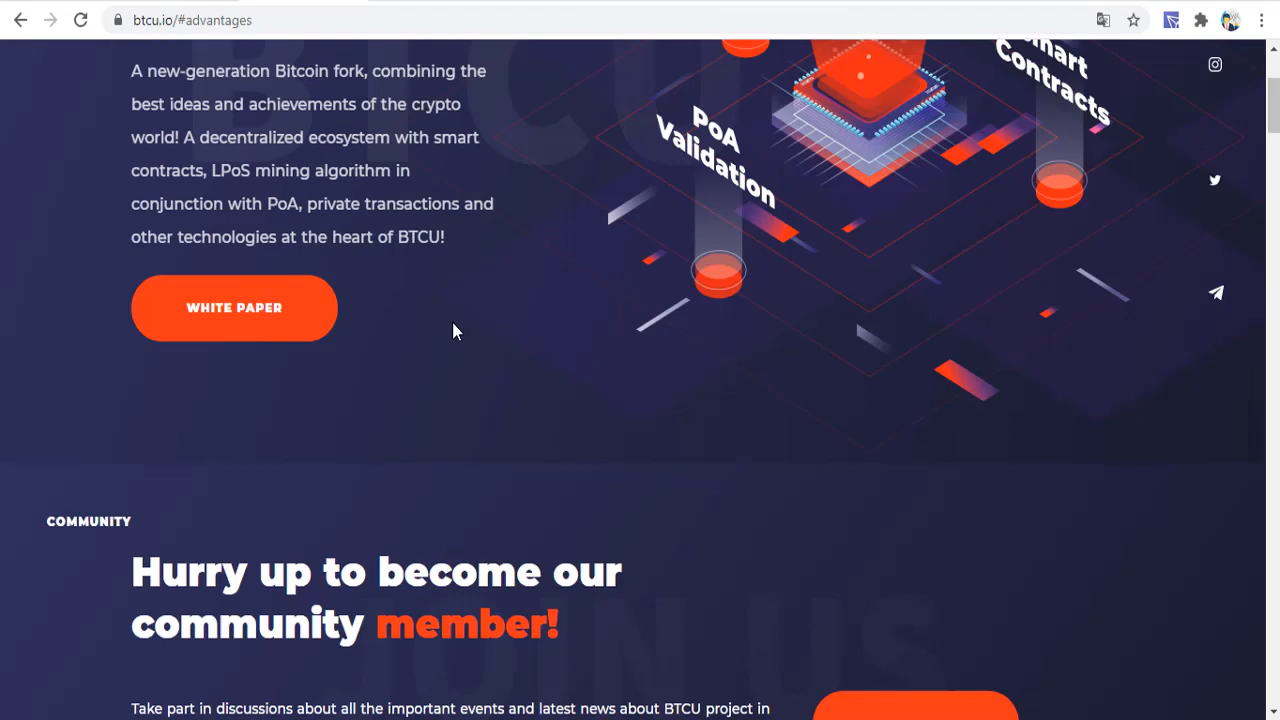 btcu.io/#advantages
BTCU
A new-generation Bitcoin fork, combining the
best ideas and achievements of the crypto
world! A decentralized ecosystem with smart
contracts, LPoS mining algorithm in
conjunction with PoA, private transactions and
other technologies at the heart of BTCU!
WHITE PAPER
PoA
Validation
Smart
Contracts
COMMUNITY
Hurry up to become our
community member!
JOIN US
Take part in discussions about all the important events and latest news about BTCU project in